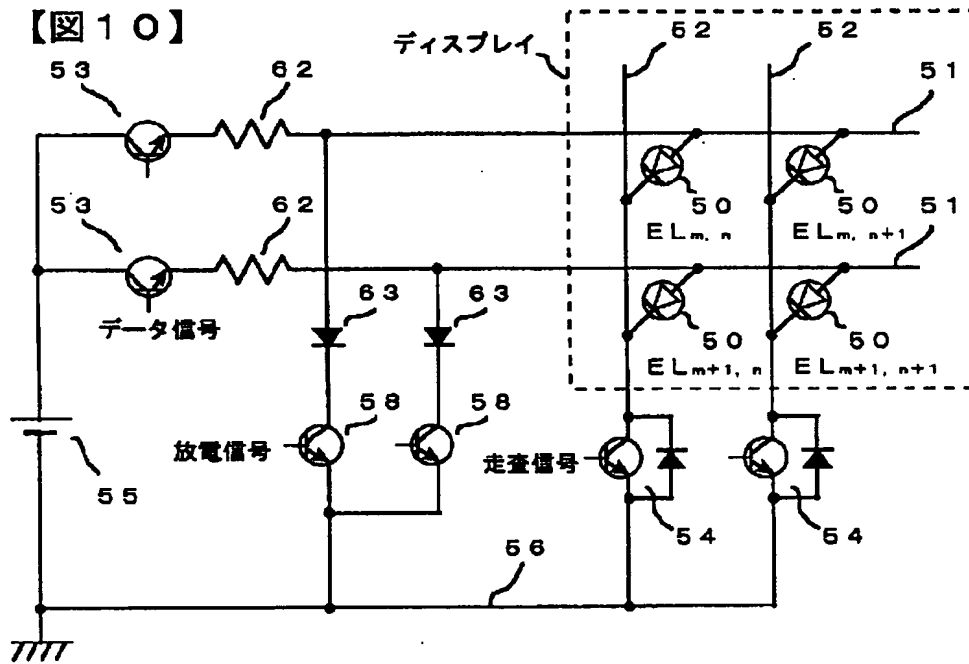 【図１０】
ディスプレイ
５２
５２
５３
６２
５１
５３
６２
５０
５０
５１
ＥＬm, n
ＥＬm, n+1
データ信号
６３
６３
５０
５０
ＥＬm+1, n
ＥＬm+1, n+1
５８
５８
放電信号
走査信号
５５
５４
５４
５６